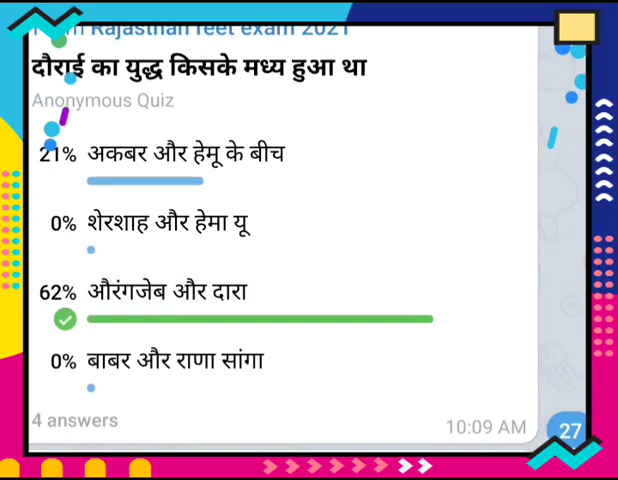 Rajasthan reet exam 2021
दौराई का युद्ध किसके मध्य हुआ था
Anonymous Quiz
21% अकबर और हेमू के बीच
0% शेरशाह और हेमा यू
62% औरंगजेब और दारा
0% बाबर और राणा सांगा
4 answers
10:09 AM
27